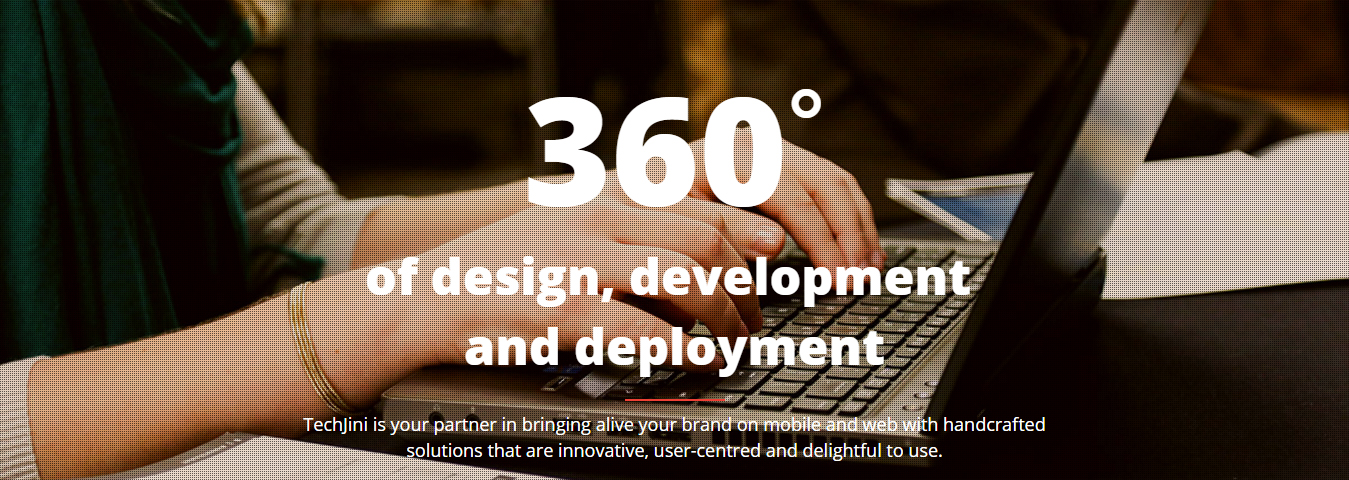 360°
of design, development
and deployment
TechJini is your partner in bringing alive your brand on mobile and web with handcrafted
solutions that are innovative, user-centred and delightful to use.